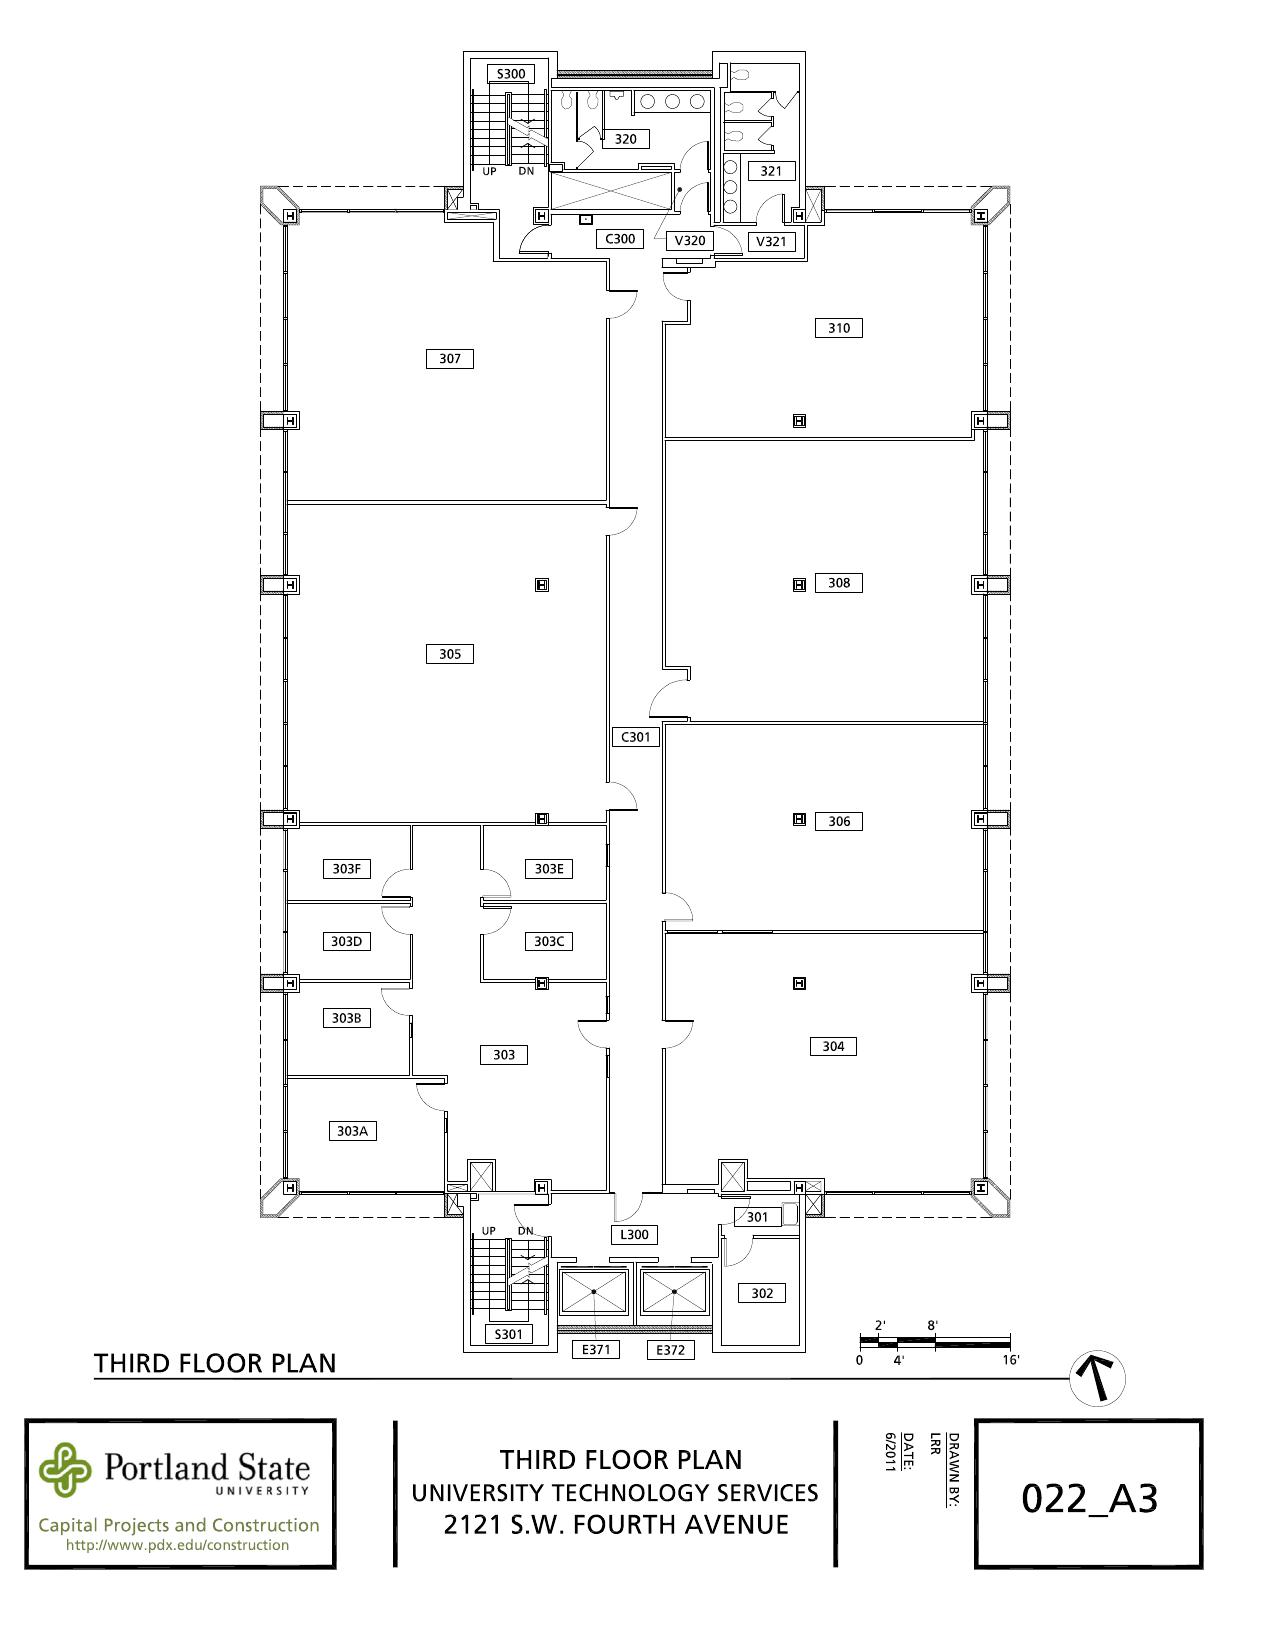 S300
UP DN
320
321
C300
V320
V321
307
310
308
305
C301
306
303F
303E
303D
303C
303B
303
304
303A
301
L300
UP DN
302
S301
E371
E372
2' 8'
0 4' 16'
THIRD FLOOR PLAN
Portland State
UNIVERSITY
Capital Projects and Construction
http://www.pdx.edu/construction
THIRD FLOOR PLAN
UNIVERSITY TECHNOLOGY SERVICES
2121 S.W. FOURTH AVENUE
DRAWN BY:
LRR
DATE:
6/2011
022_A3